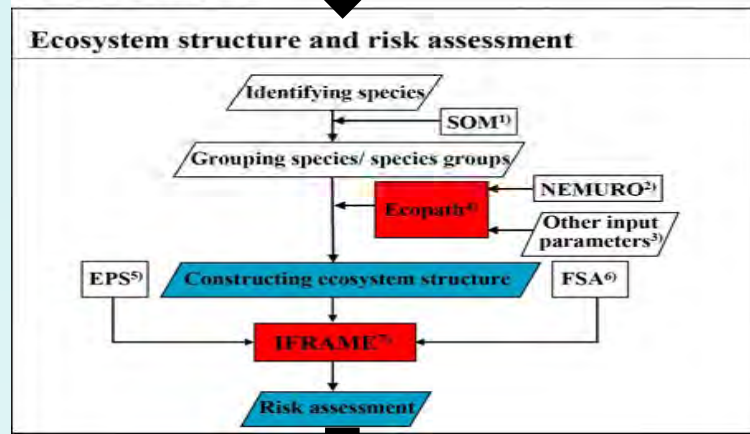 Ecosystem structure and risk assessment
Identifying species
SOM¹⁾
Grouping species/ species groups
Ecopath⁴⁾
NEMURO²⁾
Other input
parameters³⁾
EPS⁵⁾
Constructing ecosystem structure
FSA⁶⁾
IFRAME⁷⁾
Risk assessment